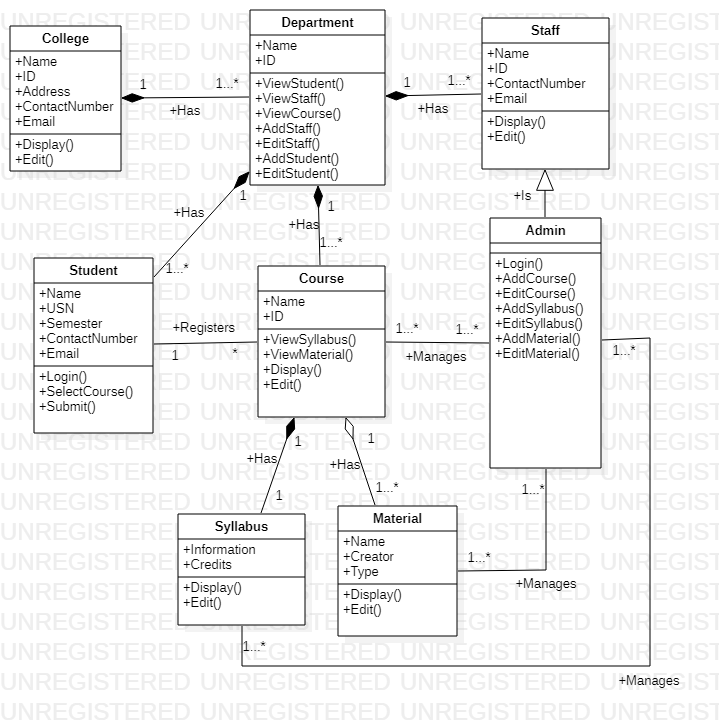 College
+Name
+ID
+Address
+ContactNumber
+Email
+Display()
+Edit()
1
1...*
+Has
Department
+Name
+ID
+ViewStudent()
+ViewStaff()
+ViewCourse()
+AddStaff()
+EditStaff()
+AddStudent()
+EditStudent()
1
1...*
+Has
Staff
+Name
+ID
+ContactNumber
+Email
+Display()
+Edit()
+Is
1
+Has
1...*
1
+Has
1...*
Student
+Name
+USN
+Semester
+ContactNumber
+Email
+Login()
+SelectCourse()
+Submit()
+Registers
1
*
Course
+Name
+ID
+ViewSyllabus()
+ViewMaterial()
+Display()
+Edit()
1...*
1...*
+Manages
Admin
+Login()
+AddCourse()
+EditCourse()
+AddSyllabus()
+EditSyllabus()
+AddMaterial()
+EditMaterial()
1...*
1
+Has
1
1
+Has
1...*
1...*
Syllabus
+Information
+Credits
+Display()
+Edit()
Material
+Name
+Creator
+Type
+Display()
+Edit()
1...*
+Manages
1...*
+Manages
UNREGISTERED